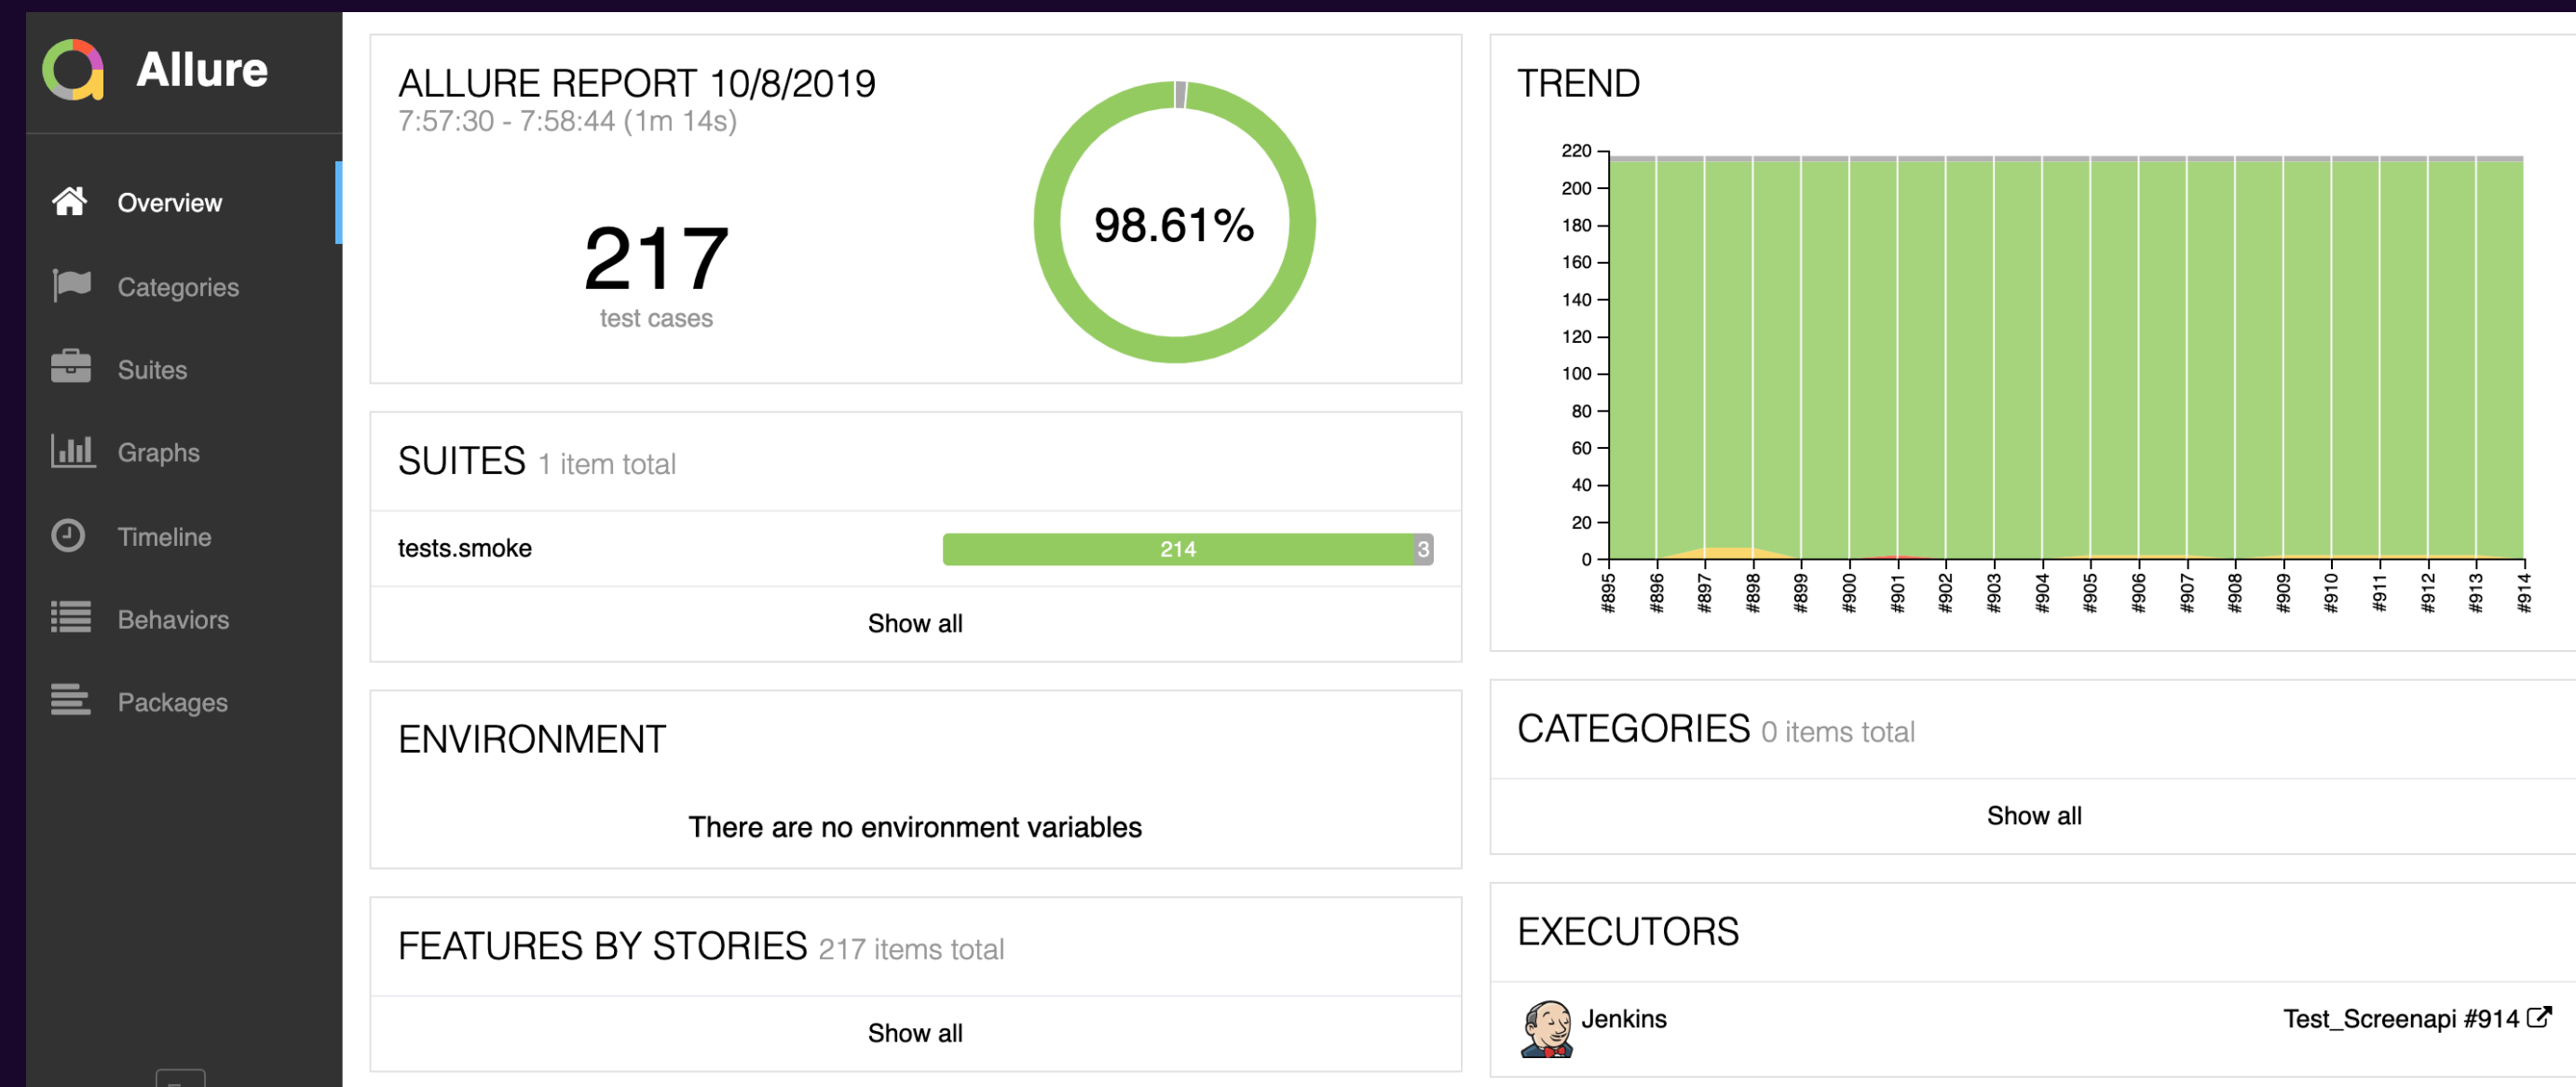 Allure
Overview
Categories
Suites
Graphs
Timeline
Behaviors
Packages
ALLURE REPORT 10/8/2019
7:57:30 - 7:58:44 (1m 14s)
217
test cases
98.61%
SUITES 1 item total
tests.smoke 214 3
Show all
ENVIRONMENT
There are no environment variables
FEATURES BY STORIES 217 items total
Show all
TREND
220
200
180
160
140
120
100
80
60
40
20
0
#895 #896 #897 #898 #899 #900 #901 #902 #903 #904 #905 #906 #907 #908 #909 #910 #911 #912 #913 #914
CATEGORIES 0 items total
Show all
EXECUTORS
Jenkins Test_Screenapi #914